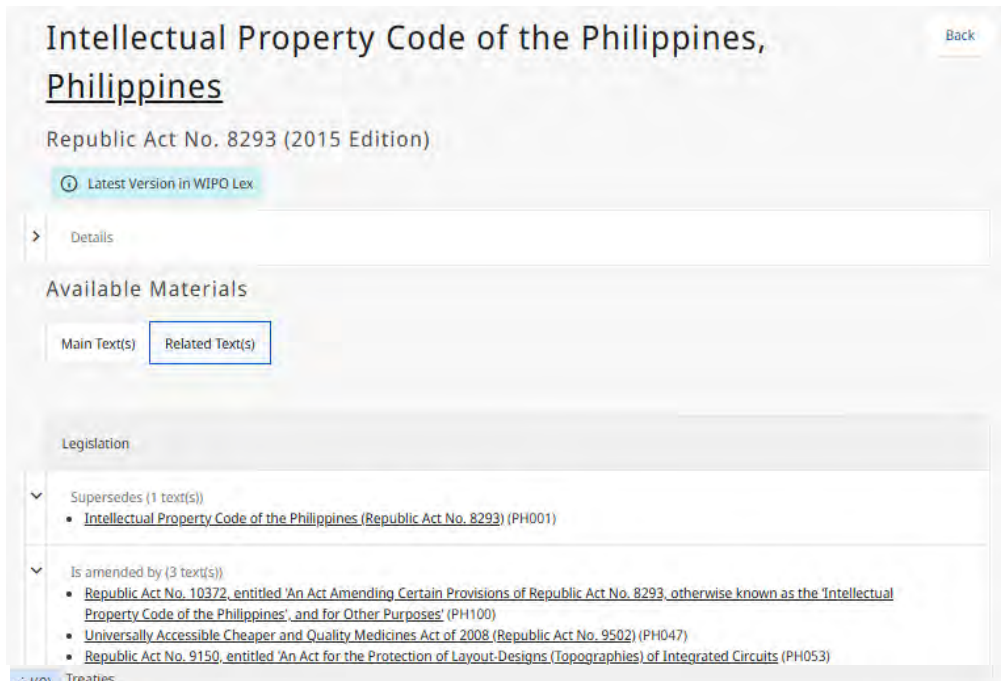 Intellectual Property Code of the Philippines,
Back
Philippines
Republic Act No. 8293 (2015 Edition)
Latest Version in WIPO Lex
Details
Available Materials
Main Text(s)
Related Text(s)
Legislation
Supersedes (1 text(s))
Intellectual Property Code of the Philippines (Republic Act No. 8293) (PH001)
Is amended by (3 text(s))
Republic Act No. 10372, entitled 'An Act Amending Certain Provisions of Republic Act No. 8293, otherwise known as the 'Intellectual
Property Code of the Philippines', and for Other Purposes' (PH100)
Universally Accessible Cheaper and Quality Medicines Act of 2008 (Republic Act No. 9502) (PH047)
Republic Act No. 9150, entitled 'An Act for the Protection of Layout-Designs (Topographies) of Integrated Circuits (PH053)
Treaties